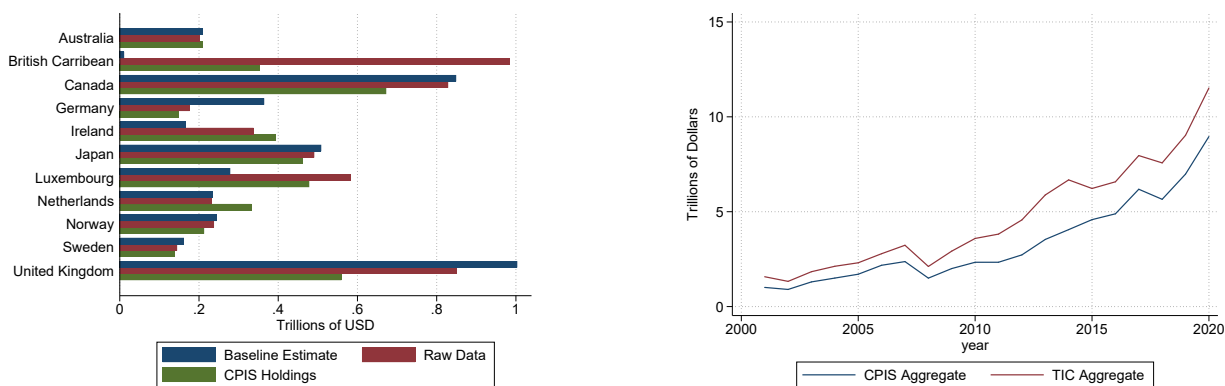 Australia
British Carribean
Canada
Germany
Ireland
Japan
Luxembourg
Netherlands
Norway
Sweden
United Kingdom
0 .2 .4 .6 .8 1
Trillions of USD
Baseline Estimate Raw Data
CPIS Holdings
Trillions of Dollars
15
10
5
0
2000 2005 2010 2015 2020
year
CPIS Aggregate TIC Aggregate